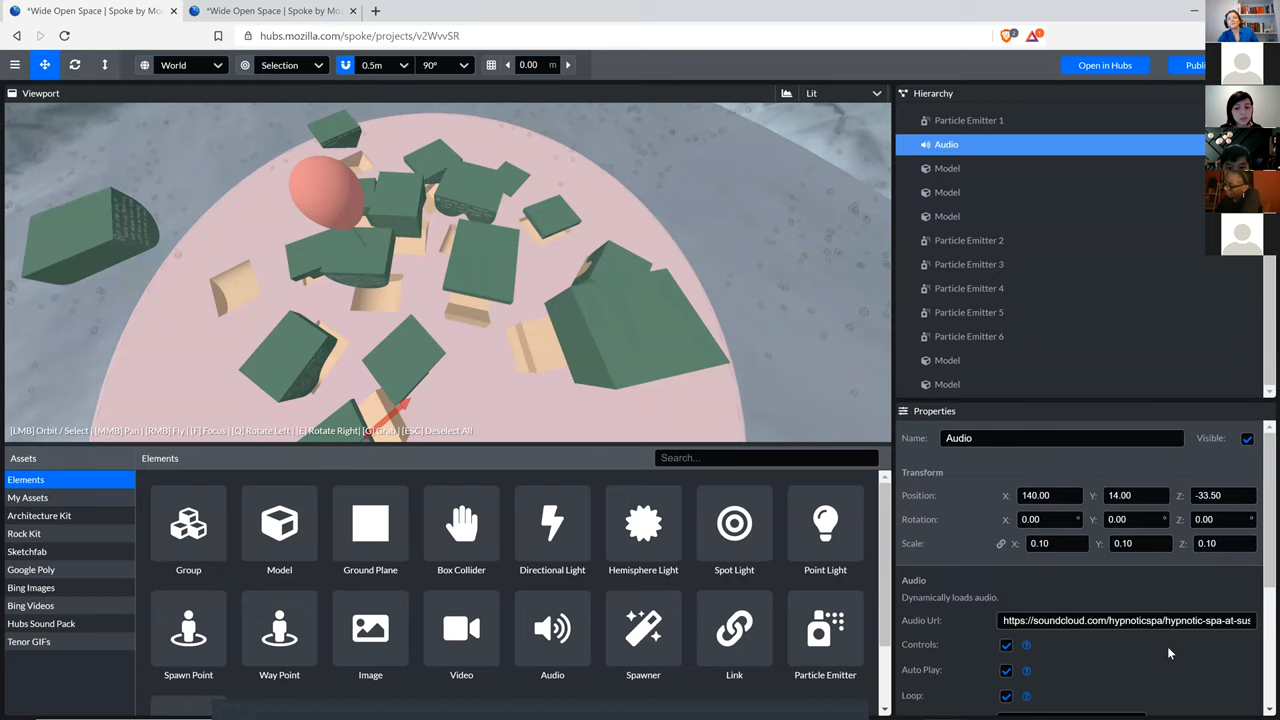 *Wide Open Space | Spoke by Moz
*Wide Open Space | Spoke by Moz
hubs.mozilla.com/spoke/projects/v2WvvSR
World
Selection
0.5m
90°
0.00 m
Open in Hubs
Publi
Viewport
Lit
Hierarchy
Particle Emitter 1
Audio
Model
Model
Model
Particle Emitter 2
Particle Emitter 3
Particle Emitter 4
Particle Emitter 5
Particle Emitter 6
Model
Model
[LMB] Orbit / Select | [MMB] Pan | [RMB] Fly | [F] Focus | [Q] Rotate Left | [E] Rotate Right | [G] Grab | [ESC] Deselect All
Assets
Elements
My Assets
Architecture Kit
Rock Kit
Sketchfab
Google Poly
Bing Images
Bing Videos
Hubs Sound Pack
Tenor GIFs
Elements
Search...
Group
Model
Ground Plane
Box Collider
Directional Light
Hemisphere Light
Spot Light
Point Light
Spawn Point
Way Point
Image
Video
Audio
Spawner
Link
Particle Emitter
Properties
Name: Audio Visible:
Transform
Position: X: 140.00 Y: 14.00 Z: -33.50
Rotation: X: 0.00 ° Y: 0.00 ° Z: 0.00 °
Scale: X: 0.10 Y: 0.10 Z: 0.10
Audio
Dynamically loads audio.
Audio Url: https://soundcloud.com/hypnoticspa/hypnotic-spa-at-sus
Controls:
Auto Play:
Loop: